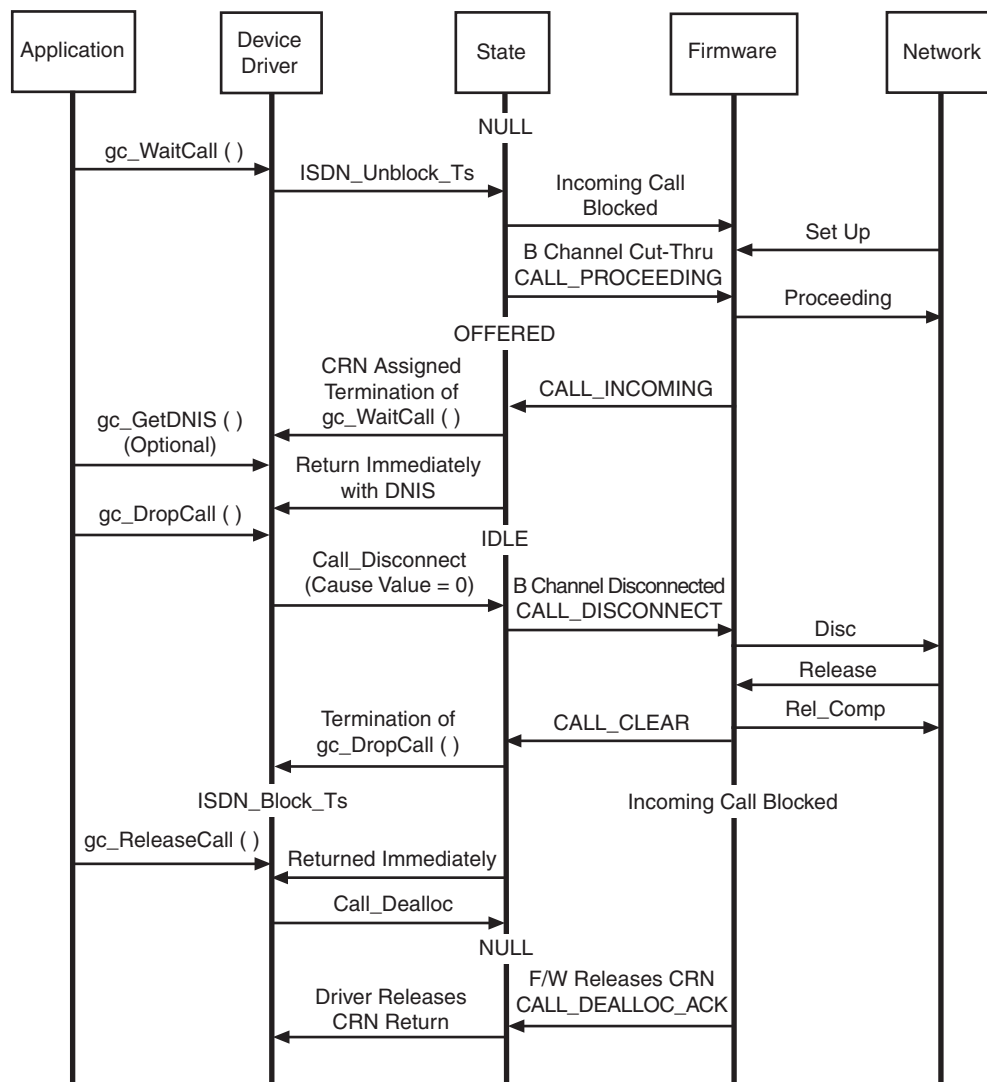 Application
Device
Driver
State
Firmware
Network
NULL
gc_WaitCall ( )
ISDN_Unblock_Ts
Incoming Call
Blocked
Set Up
B Channel Cut-Thru
CALL_PROCEEDING
Proceeding
OFFERED
CRN Assigned
Termination of
gc_WaitCall ( )
CALL_INCOMING
gc_GetDNIS ( )
(Optional)
Return Immediately
with DNIS
gc_DropCall ( )
IDLE
Call_Disconnect
(Cause Value = 0)
B Channel Disconnected
CALL_DISCONNECT
Disc
Release
Rel_Comp
Termination of
gc_DropCall ( )
CALL_CLEAR
ISDN_Block_Ts
Incoming Call Blocked
gc_ReleaseCall ( )
Returned Immediately
Call_Dealloc
NULL
F/W Releases CRN
CALL_DEALLOC_ACK
Driver Releases
CRN Return